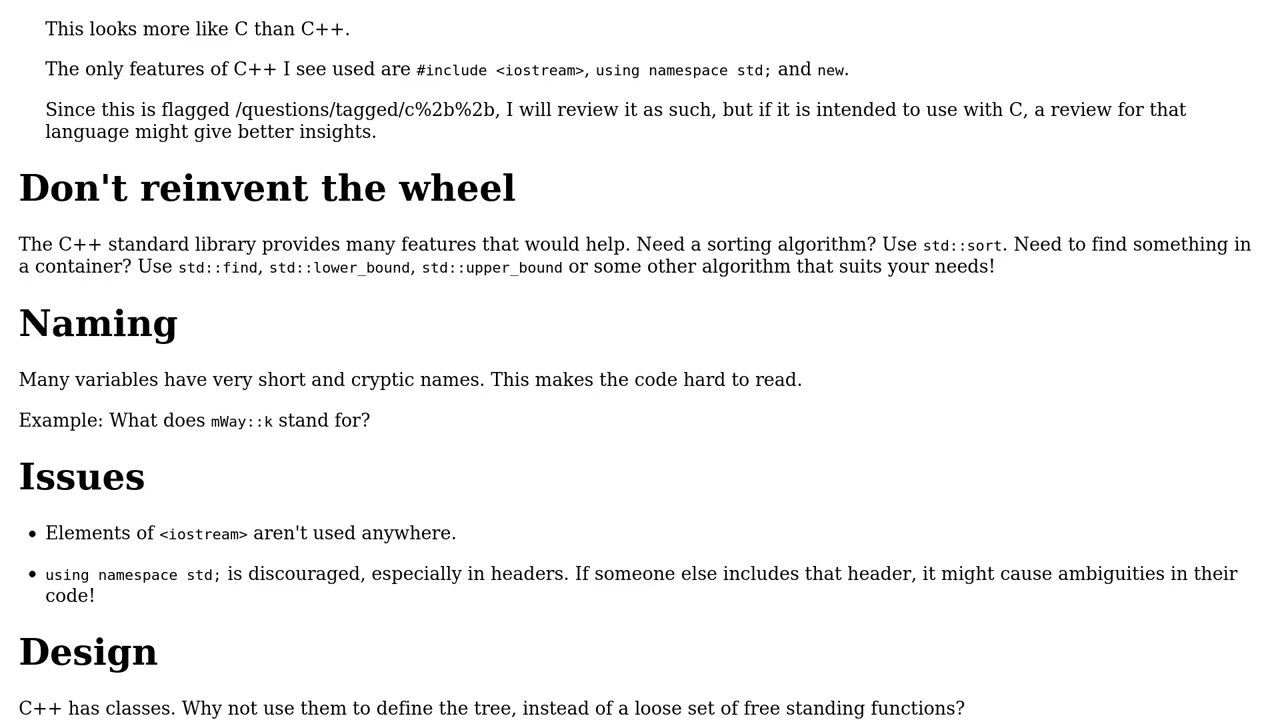 This looks more like C than C++.
The only features of C++ I see used are #include <iostream>, using namespace std; and new.
Since this is flagged /questions/tagged/c%2b%2b, I will review it as such, but if it is intended to use with C, a review for that
language might give better insights.
Don't reinvent the wheel
The C++ standard library provides many features that would help. Need a sorting algorithm? Use std::sort. Need to find something in
a container? Use std::find, std::lower_bound, std::upper_bound or some other algorithm that suits your needs!
Naming
Many variables have very short and cryptic names. This makes the code hard to read.
Example: What does mWay::k stand for?
Issues
• Elements of <iostream> aren't used anywhere.
• using namespace std; is discouraged, especially in headers. If someone else includes that header, it might cause ambiguities in their
code!
Design
C++ has classes. Why not use them to define the tree, instead of a loose set of free standing functions?